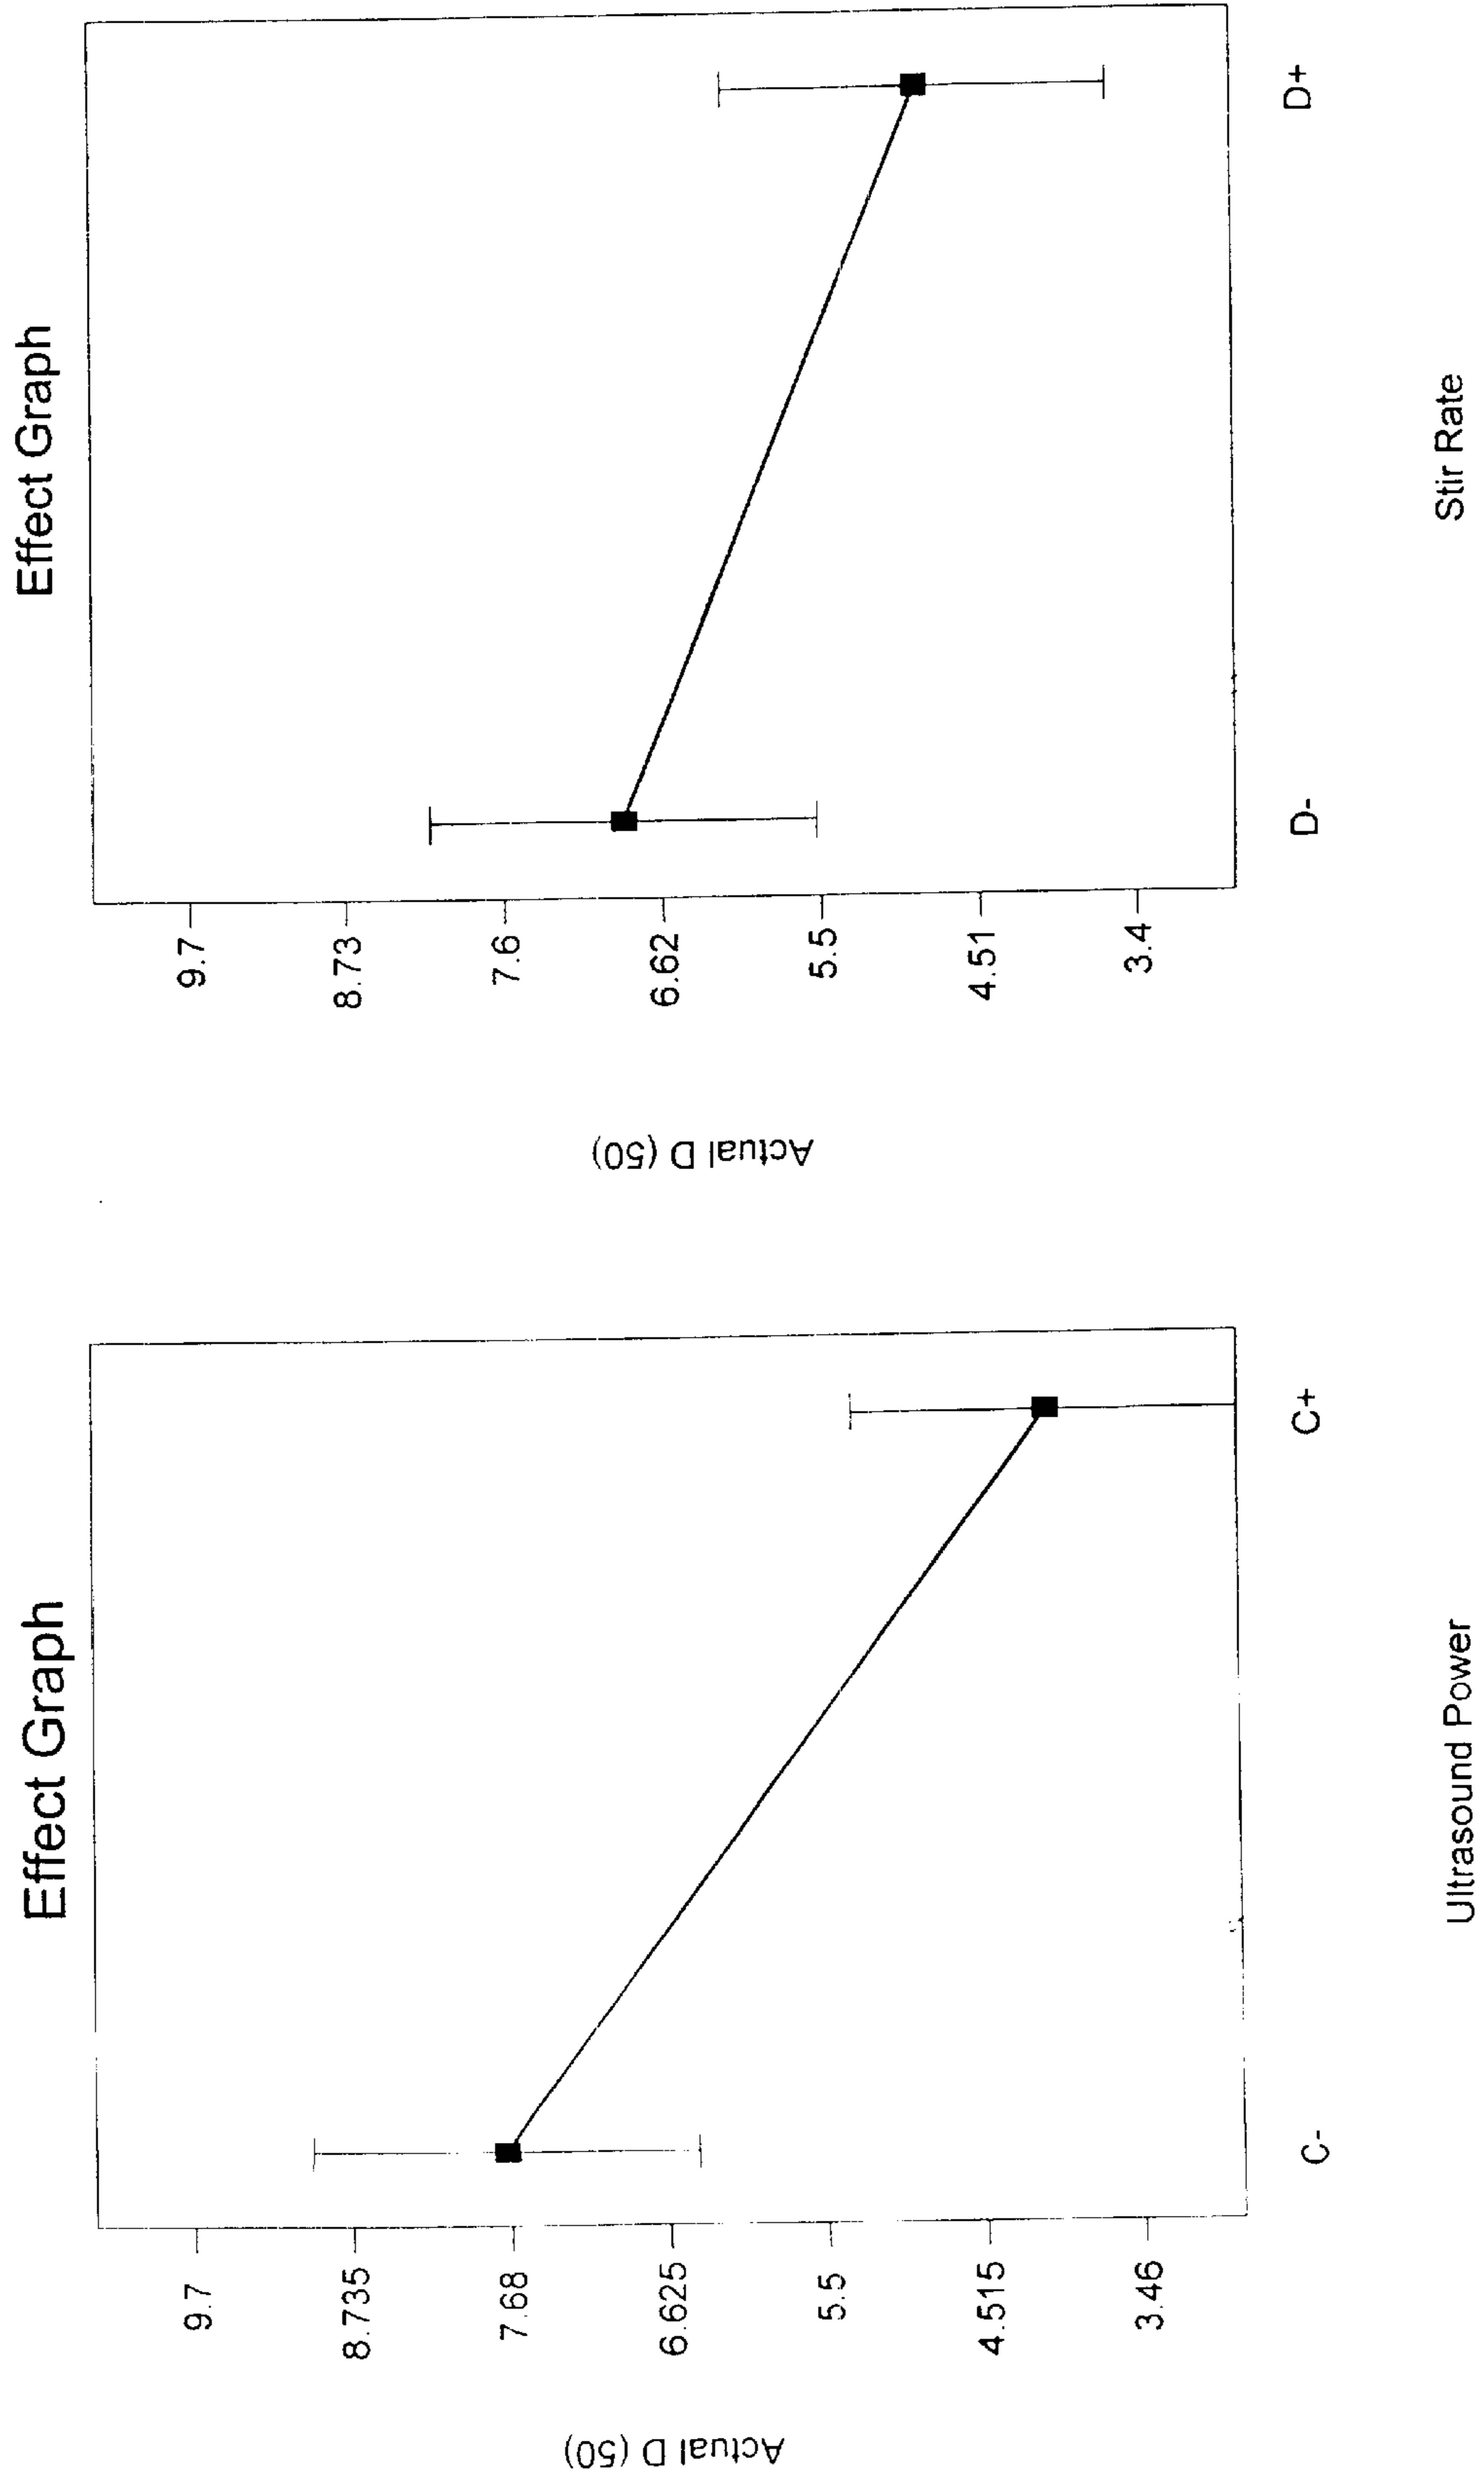 Effect Graph
Actual D (50)
9.7
8.735
7.68
6.625
5.5
4.515
3.46
C-
C+
Ultrasound Power
Effect Graph
Actual D (50)
9.7
8.73
7.6
6.62
5.5
4.51
3.4
D-
D+
Stir Rate